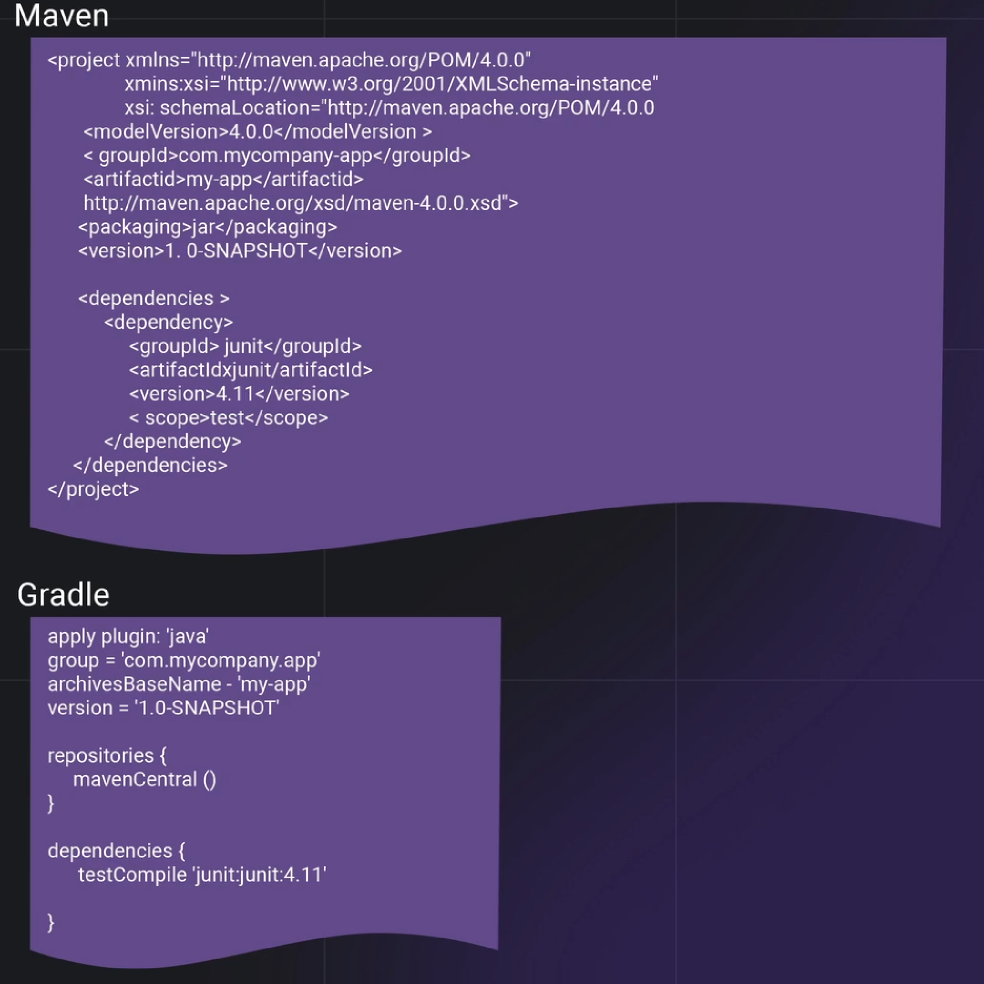 Maven
<project xmlns="http://maven.apache.org/POM/4.0.0"
xmins:xsi="http://www.w3.org/2001/XMLSchema-instance"
xsi: schemaLocation="http://maven.apache.org/POM/4.0.0
<modelVersion>4.0.0</modelVersion >
< groupId>com.mycompany-app</groupId>
<artifactid>my-app</artifactid>
http://maven.apache.org/xsd/maven-4.0.0.xsd">
<packaging>jar</packaging>
<version>1. 0-SNAPSHOT</version>
<dependencies >
<dependency>
<groupId> junit</groupId>
<artifactIdxjunit/artifactId>
<version>4.11</version>
< scope>test</scope>
</dependency>
</dependencies>
</project>
Gradle
apply plugin: 'java'
group = 'com.mycompany.app'
archivesBaseName - 'my-app'
version = '1.0-SNAPSHOT'
repositories {
mavenCentral ()
}
dependencies {
testCompile 'junit:junit:4.11'
}